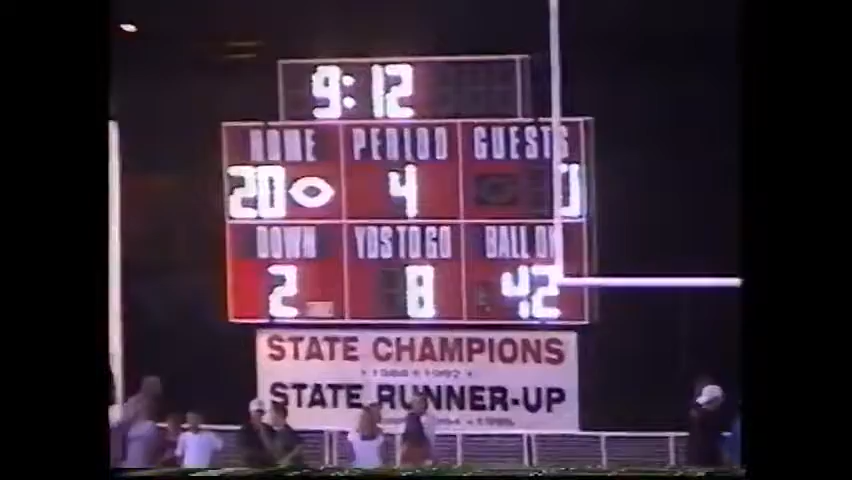 9:12
HOME PERIOD GUESTS
20 4 0
DOWN YDS TO GO BALL ON
2 8 42
STATE CHAMPIONS
STATE RUNNER-UP